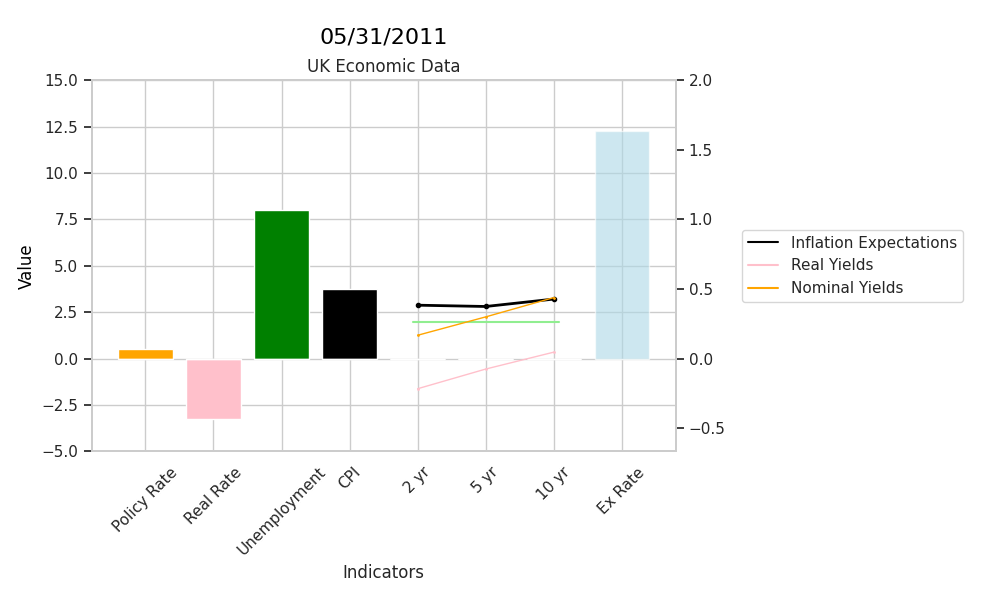 05/31/2011
UK Economic Data
15.0
12.5
10.0
7.5
5.0
2.5
0.0
−2.5
−5.0
Value
2.0
1.5
1.0
0.5
0.0
−0.5
Inflation Expectations
Real Yields
Nominal Yields
Policy Rate
Real Rate
Unemployment
CPI
2 yr
5 yr
10 yr
Ex Rate
Indicators